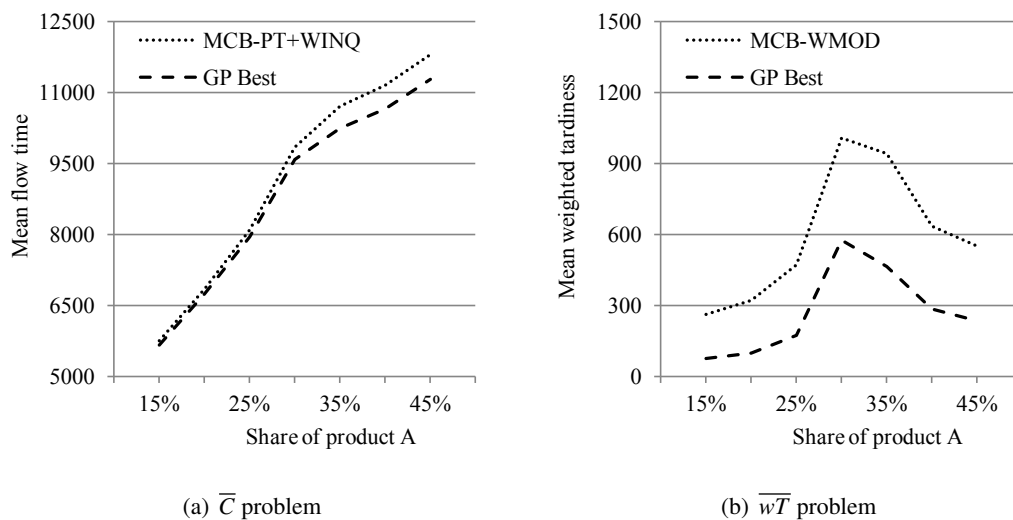 12500
11000
9500
8000
6500
5000
Mean flow time
MCB-PT+WINQ
GP Best
15% 25% 35% 45%
Share of product A
(a) C̅ problem
1500
1200
900
600
300
0
Mean weighted tardiness
MCB-WMOD
GP Best
15% 25% 35% 45%
Share of product A
(b) w̅T̅ problem